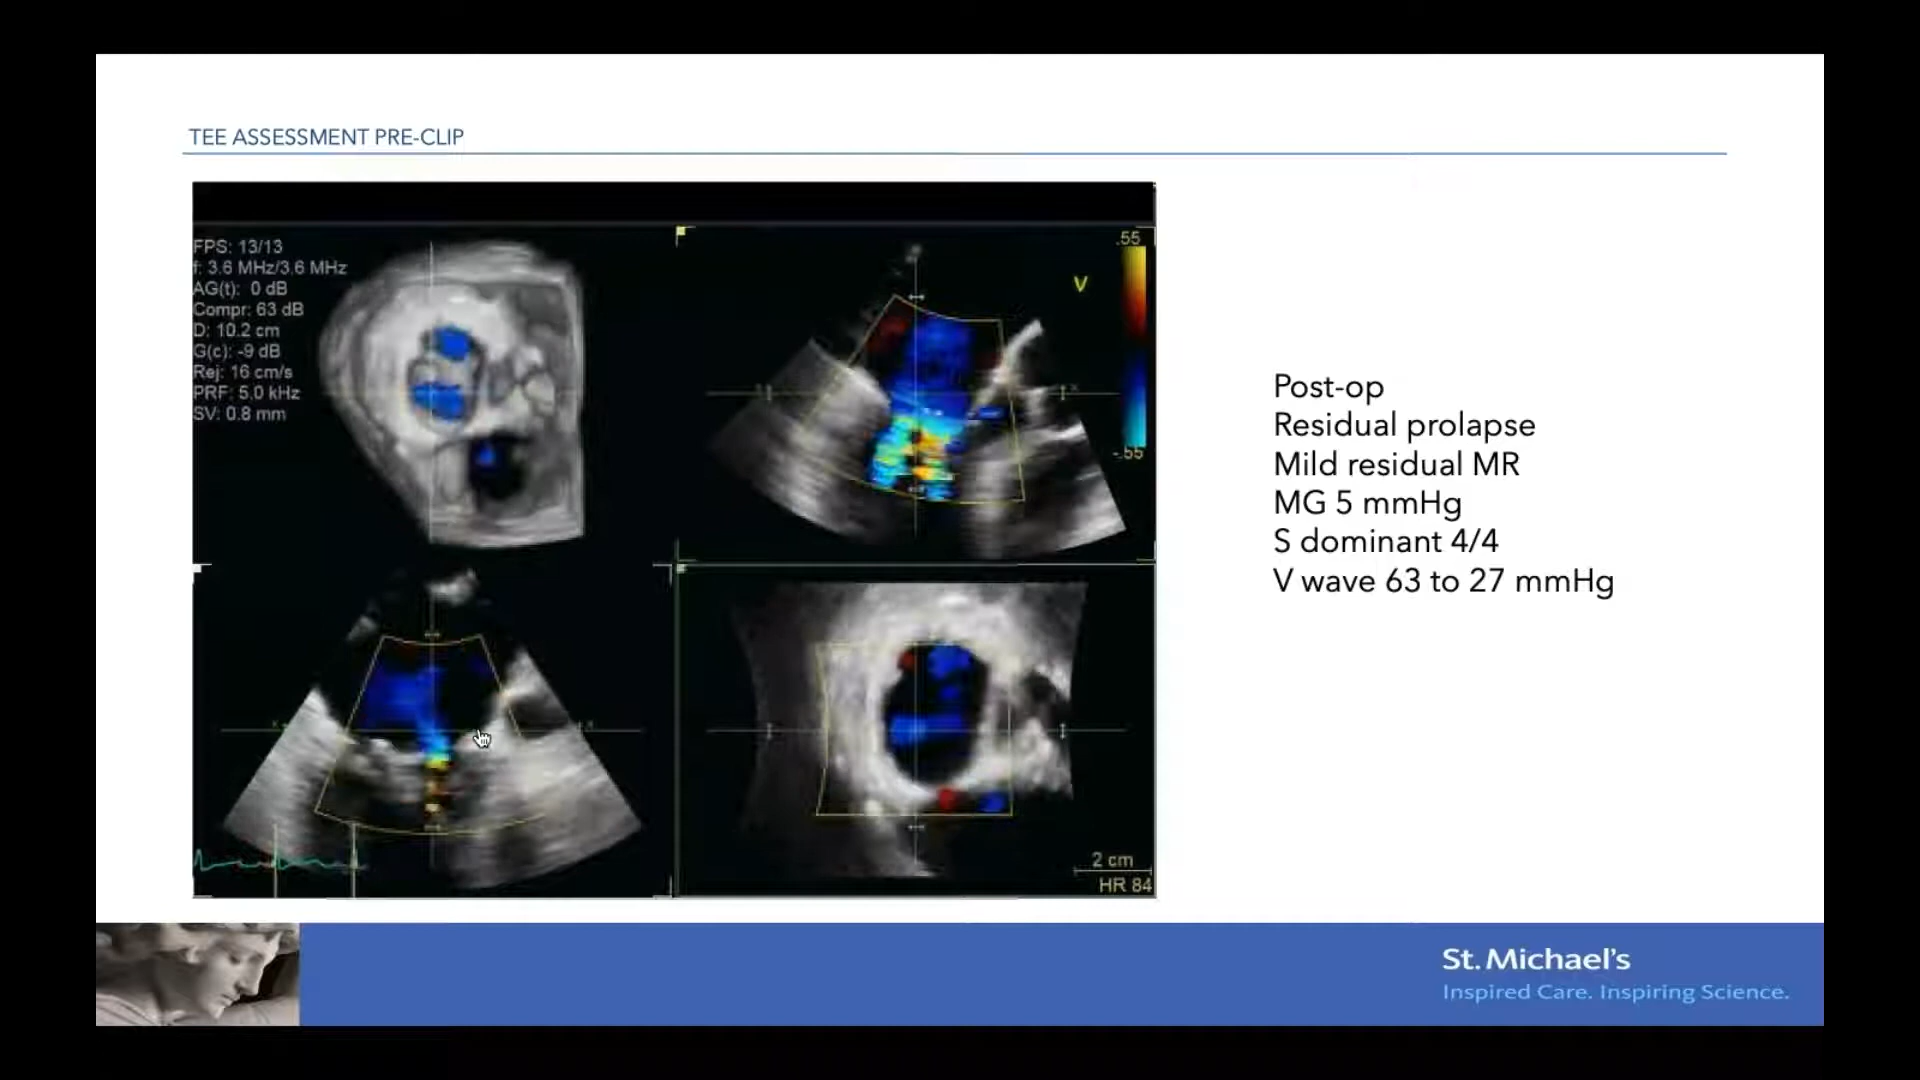 TEE ASSESSMENT PRE-CLIP
FPS: 13/13
f: 3.6 MHz/3.6 MHz
AG(t): 0 dB
Compr: 63 dB
D: 10.2 cm
G(c): -9 dB
Rej: 16 cm/s
PRF: 5.0 kHz
SV: 0.8 mm
.55
V
-.55
2 cm
HR 84
Post-op
Residual prolapse
Mild residual MR
MG 5 mmHg
S dominant 4/4
V wave 63 to 27 mmHg
St. Michael's
Inspired Care. Inspiring Science.